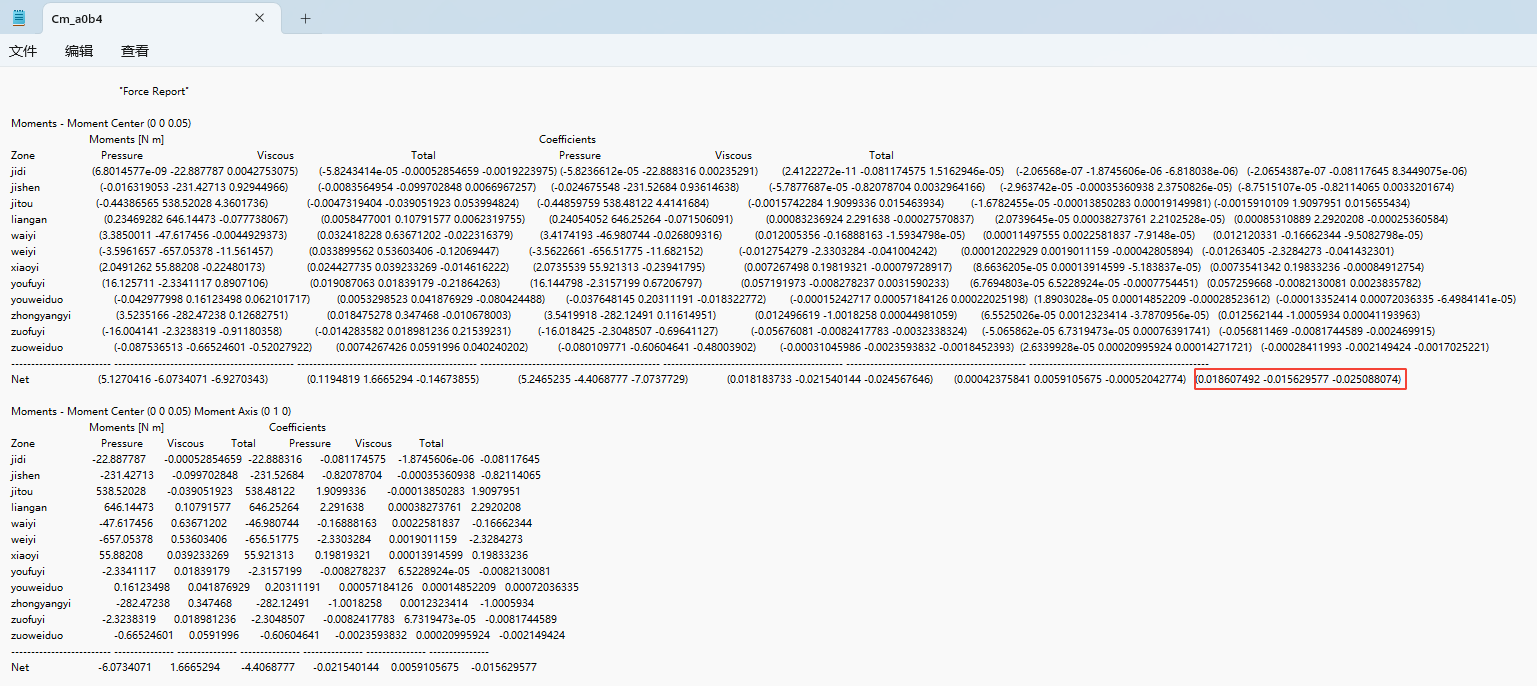 Cm_a0b4
文件 编辑 查看
"Force Report"
Moments - Moment Center (0 0 0.05)
Moments [N m] Coefficients
Zone Pressure Viscous Total Pressure Viscous Total
jidi (6.8014577e-09 -22.887787 0.0042753075) (-5.8243414e-05 -0.00052854659 -0.0019223975) (-5.8236612e-05 -22.888316 0.00235291) (2.4122272e-11 -0.081174575 1.5162946e-05) (-2.06568e-07 -1.8745606e-06 -6.818038e-06) (-2.0654387e-07 -0.08117645 8.3449075e-06)
jishen (-0.016319053 -231.42713 0.92944966) (-0.0083564954 -0.099702848 0.0066967257) (-0.024675548 -231.52684 0.93614638) (-5.7877687e-05 -0.82078704 0.0032964166) (-2.963742e-05 -0.00035360938 2.3750826e-05) (-8.7515107e-05 -0.82114065 0.0033201674)
jitou (-0.44386565 538.52028 4.3601736) (-0.0047319404 -0.039051923 0.053994824) (-0.44859759 538.48122 4.4141684) (-0.0015742284 1.9099336 0.015463934) (-1.6782455e-05 -0.00013850283 0.00019149981) (-0.0015910109 1.9097951 0.015655434)
liangan (0.23469282 646.14473 -0.077738067) (0.0058477001 0.10791577 0.0062319755) (0.24054052 646.25264 -0.071506091) (0.00083236924 2.291638 -0.00027570837) (2.0739645e-05 0.00038273761 2.2102528e-05) (0.00085310889 2.2920208 -0.00025360584)
waiyi (3.3850011 -47.617456 -0.0044929373) (0.032418228 0.63671202 -0.022316379) (3.4174193 -46.980744 -0.026809316) (0.012005356 -0.16888163 -1.5934798e-05) (0.00011497555 0.0022581837 -7.9148e-05) (0.012120331 -0.16662344 -9.5082798e-05)
weiyi (-3.5961657 -657.05378 -11.561457) (0.033899562 0.53603406 -0.12069447) (-3.5622661 -656.51775 -11.682152) (-0.012754279 -2.3303284 -0.041004242) (0.00012022929 0.0019011159 -0.00042805894) (-0.01263405 -2.3284273 -0.041432301)
xiaoyi (2.0491262 55.88208 -0.22480173) (0.024427735 0.039233269 -0.014616222) (2.0735539 55.921313 -0.23941795) (0.007267498 0.19819321 -0.00079728917) (8.6636205e-05 0.00013914599 -5.183837e-05) (0.0073541342 0.19833236 -0.00084912754)
youfuyi (16.125711 -2.3341117 0.8907106) (0.019087063 0.01839179 -0.21864263) (16.144798 -2.3157199 0.67206797) (0.057191973 -0.008278237 0.0031590233) (6.7694803e-05 6.5228924e-05 -0.0007754451) (0.057259668 -0.0082130081 0.0023835782)
youweiduo (-0.042977998 0.16123498 0.062101717) (0.0053298523 0.041876929 -0.080424488) (-0.037648145 0.20311191 -0.018322772) (-0.00015242717 0.00057184126 0.00022025198) (1.8903028e-05 0.00014852209 -0.00028523612) (-0.00013352414 0.00072036335 -6.4984141e-05)
zhongyangyi (3.5235166 -282.47238 0.12682751) (0.018475278 0.347468 -0.010678003) (3.5419918 -282.12491 0.11614951) (0.012496619 -1.0018258 0.00044981059) (6.5525026e-05 0.0012323414 -3.7870956e-05) (0.012562144 -1.0005934 0.00041193963)
zuofuyi (-16.004141 -2.3238319 -0.91180358) (-0.014283582 0.018981236 0.21539231) (-16.018425 -2.3048507 -0.69641127) (-0.05676081 -0.0082417783 -0.0032338324) (-5.065862e-05 6.7319473e-05 0.00076391741) (-0.056811469 -0.0081744589 -0.002469915)
zuoweiduo (-0.087536513 -0.66524601 -0.52027922) (0.0074267426 0.0591996 0.040240202) (-0.080109771 -0.60604641 -0.48003902) (-0.00031045986 -0.0023593832 -0.0018452393) (2.6339928e-05 0.00020995924 0.00014271721) (-0.00028411993 -0.002149424 -0.0017025221)
Net (5.1270416 -6.0734071 -6.9270343) (0.1194819 1.6665294 -0.14673855) (5.2465235 -4.4068777 -7.0737729) (0.018183733 -0.021540144 -0.024567646) (0.00042375841 0.0059105675 -0.00052042774) (0.018607492 -0.015629577 -0.025088074)
Moments - Moment Center (0 0 0.05) Moment Axis (0 1 0)
Moments [N m] Coefficients
Zone Pressure Viscous Total Pressure Viscous Total
jidi -22.887787 -0.00052854659 -22.888316 -0.081174575 -1.8745606e-06 -0.08117645
jishen -231.42713 -0.099702848 -231.52684 -0.82078704 -0.00035360938 -0.82114065
jitou 538.52028 -0.039051923 538.48122 1.9099336 -0.00013850283 1.9097951
liangan 646.14473 0.10791577 646.25264 2.291638 0.00038273761 2.2920208
waiyi -47.617456 0.63671202 -46.980744 -0.16888163 0.0022581837 -0.16662344
weiyi -657.05378 0.53603406 -656.51775 -2.3303284 0.0019011159 -2.3284273
xiaoyi 55.88208 0.039233269 55.921313 0.19819321 0.00013914599 0.19833236
youfuyi -2.3341117 0.01839179 -2.3157199 -0.008278237 6.5228924e-05 -0.0082130081
youweiduo 0.16123498 0.041876929 0.20311191 0.00057184126 0.00014852209 0.00072036335
zhongyangyi -282.47238 0.347468 -282.12491 -1.0018258 0.0012323414 -1.0005934
zuofuyi -2.3238319 0.018981236 -2.3048507 -0.0082417783 6.7319473e-05 -0.0081744589
zuoweiduo -0.66524601 0.0591996 -0.60604641 -0.0023593832 0.00020995924 -0.002149424
Net -6.0734071 1.6665294 -4.4068777 -0.021540144 0.0059105675 -0.015629577